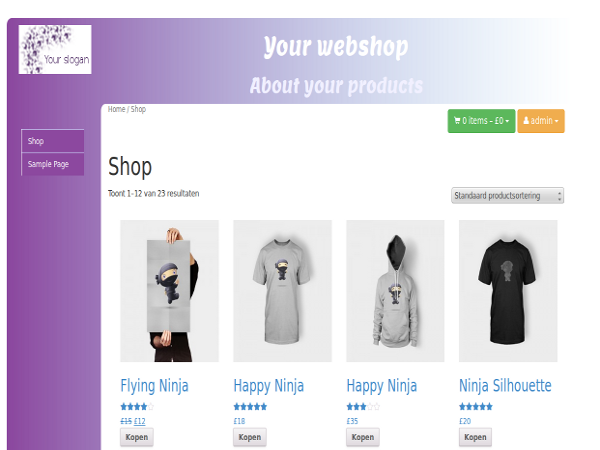 Your slogan
Your webshop
About your products
Home / Shop
0 items – £0
admin
Shop
Sample Page
Shop
Toont 1–12 van 23 resultaten
Standaard productsortering
Flying Ninja
Happy Ninja
Happy Ninja
Ninja Silhouette
£15 £12
£18
£35
£20
Kopen
Kopen
Kopen
Kopen